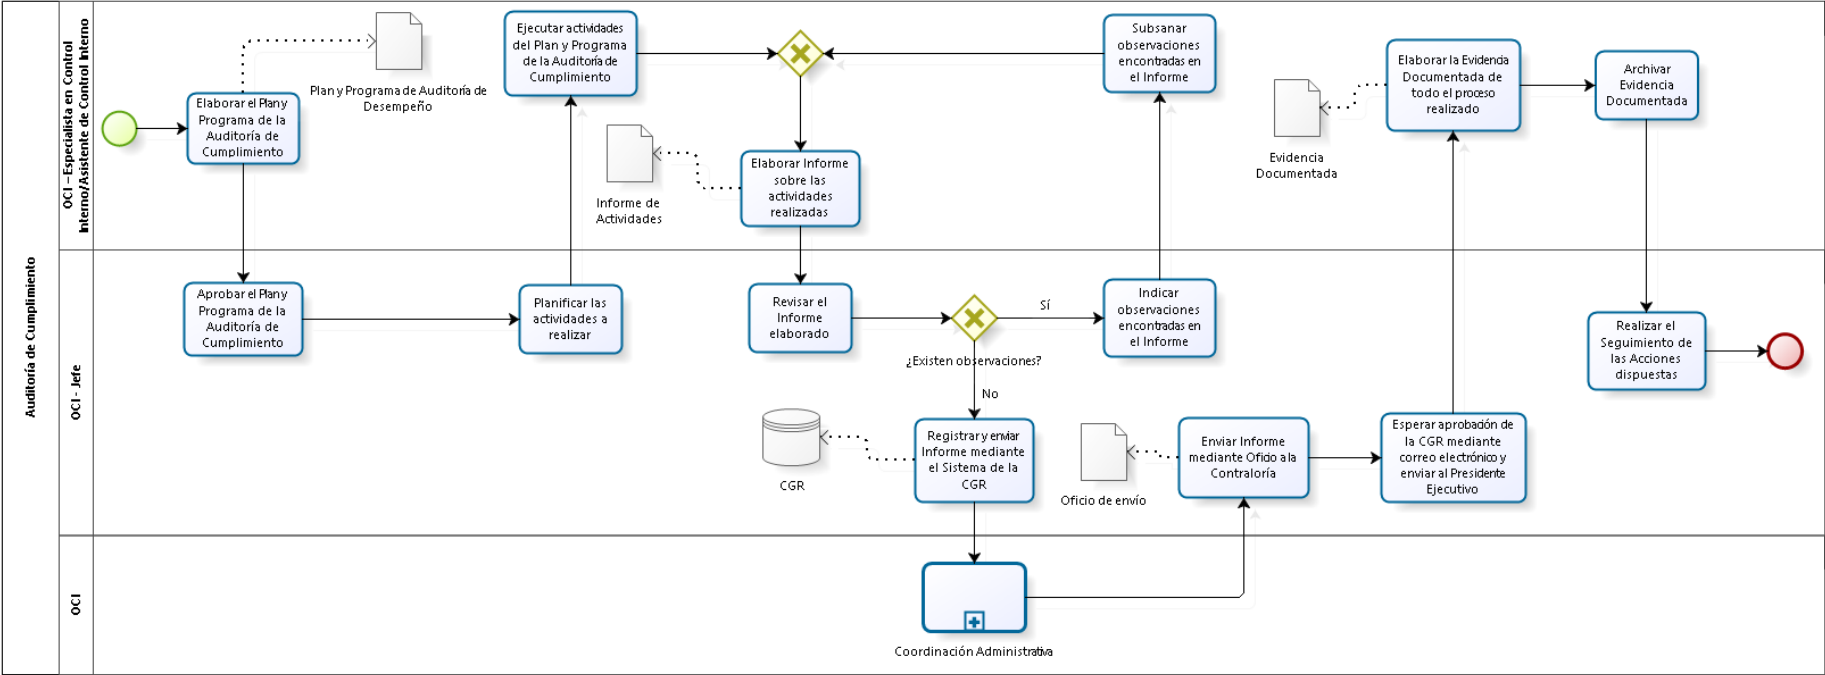 Auditoría de Cumplimiento
OCI – Especialista en Control
Interno/Asistente de Control Interno
Elaborar el Plan y
Programa de la
Auditoría de
Cumplimiento
Plan y Programa de Auditoría de
Desempeño
Ejecutar actividades
del Plan y Programa
de la Auditoría de
Cumplimiento
Informe de
Actividades
Elaborar Informe
sobre las
actividades
realizadas
Subsanar
observaciones
encontradas en
el Informe
Evidencia
Documentada
Elaborar la Evidencia
Documentada de
todo el proceso
realizado
Archivar
Evidencia
Documentada
OCI - Jefe
Aprobar el Plan y
Programa de la
Auditoría de
Cumplimiento
Planificar las
actividades a
realizar
Revisar el
Informe
elaborado
¿Existen observaciones?
Sí
No
Indicar
observaciones
encontradas en
el Informe
CGR
Registrar y enviar
Informe mediante
el Sistema de la
CGR
Oficio de envío
Enviar Informe
mediante Oficio a la
Contraloría
Esperar aprobación de
la CGR mediante
correo electrónico y
enviar al Presidente
Ejecutivo
Realizar el
Seguimiento de
las Acciones
dispuestas
OCI
Coordinación Administrativa